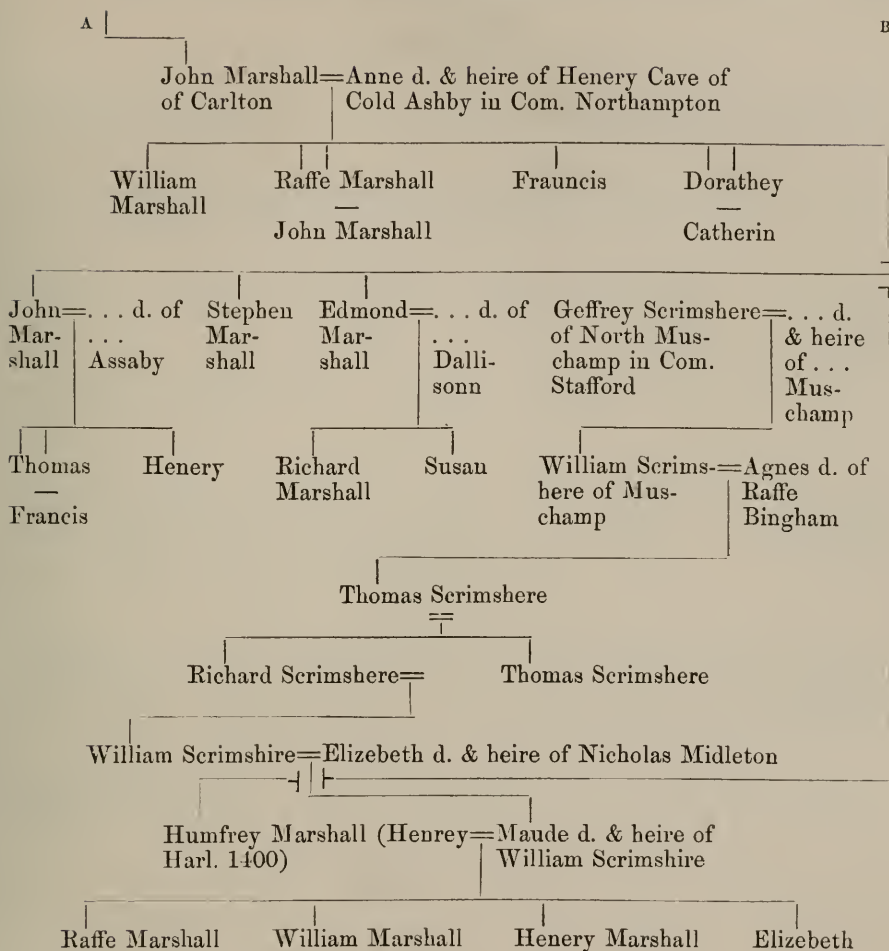 A B
John Marshall=Anne d. & heire of Henery Cave of
of Carlton Cold Ashby in Com. Northampton
William Raffe Marshall Frauncis Dorathey
Marshall — —
John Marshall Catherin
John=. . . d. of Stephen Edmond=. . . d. of Geffrey Scrimshere=. . . d.
Mar- . . . Mar- Mar- . . . of North Mus- & heire
shall Assaby shall shall Dalli- champ in Com. of . . .
sonn Stafford Mus-
champ
Thomas Henery Richard Susan William Scrims-=Agnes d. of
— Marshall here of Mus- Raffe
Francis champ Bingham
Thomas Scrimshere
Richard Scrimshere= Thomas Scrimshere
William Scrimshire=Elizebeth d. & heire of Nicholas Midleton
Humfrey Marshall (Henrey=Maude d. & heire of
Harl. 1400) William Scrimshire
Raffe Marshall William Marshall Henery Marshall Elizebeth